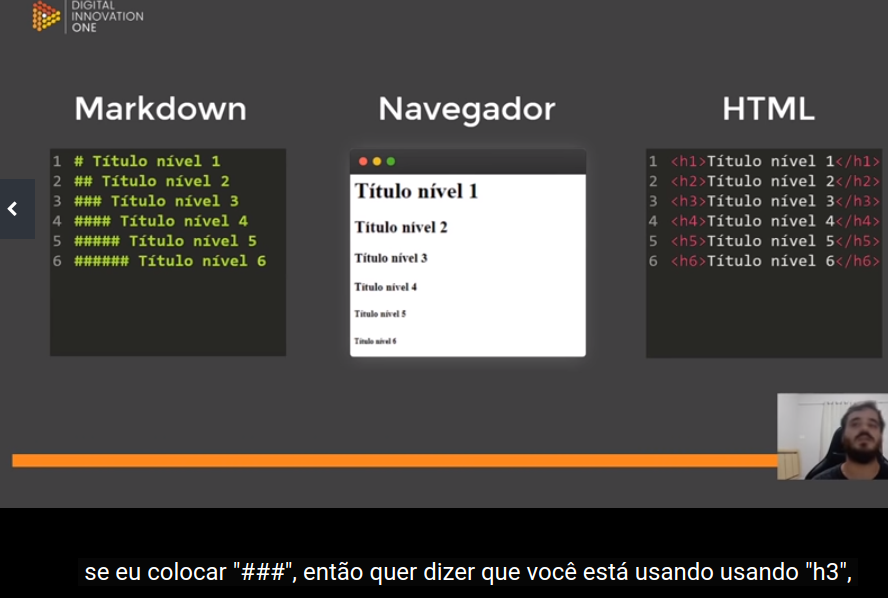 DIGITAL
INNOVATION
ONE
Markdown
1 # Título nível 1
2 ## Título nível 2
3 ### Título nível 3
4 #### Título nível 4
5 ##### Título nível 5
6 ###### Título nível 6
Navegador
Título nível 1
Título nível 2
Título nível 3
Título nível 4
Título nível 5
Título nível 6
HTML
1 <h1>Título nível 1</h1>
2 <h2>Título nível 2</h2>
3 <h3>Título nível 3</h3>
4 <h4>Título nível 4</h4>
5 <h5>Título nível 5</h5>
6 <h6>Título nível 6</h6>
se eu colocar "###", então quer dizer que você está usando usando "h3",